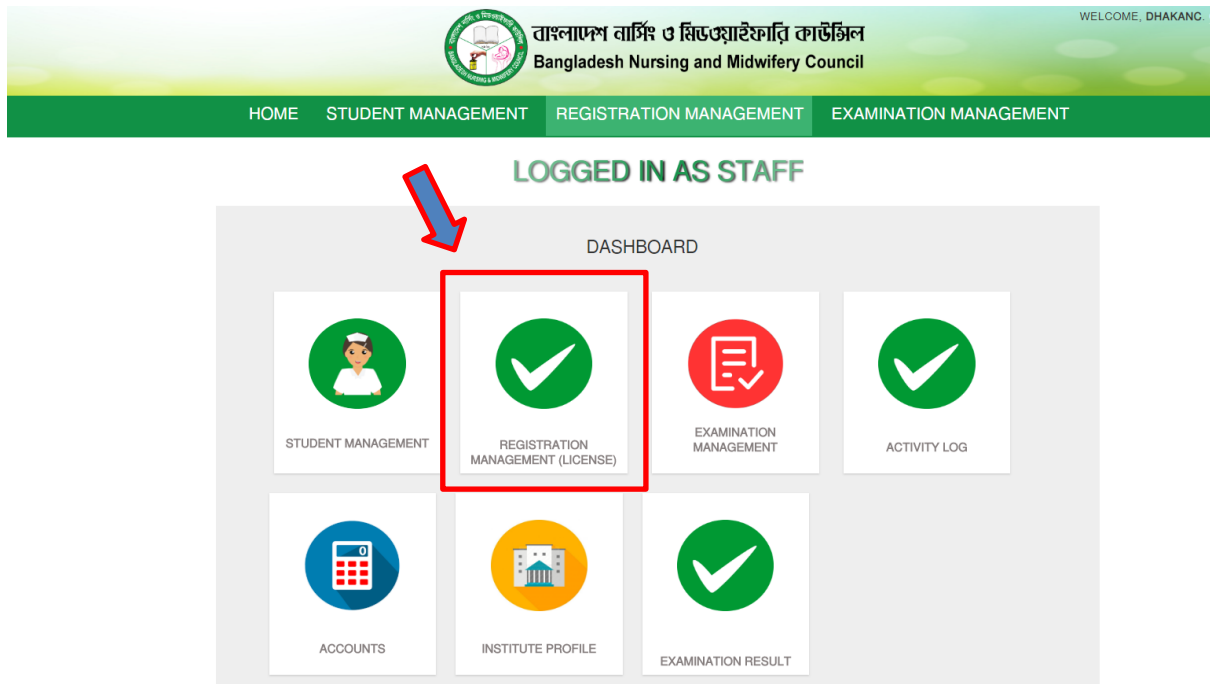 বাংলাদেশ নার্সিং ও মিডওয়াইফারি কাউন্সিল
Bangladesh Nursing and Midwifery Council
WELCOME, DHAKANC.
HOME STUDENT MANAGEMENT REGISTRATION MANAGEMENT EXAMINATION MANAGEMENT
LOGGED IN AS STAFF
DASHBOARD
STUDENT MANAGEMENT
REGISTRATION
MANAGEMENT (LICENSE)
EXAMINATION
MANAGEMENT
ACTIVITY LOG
ACCOUNTS
INSTITUTE PROFILE
EXAMINATION RESULT